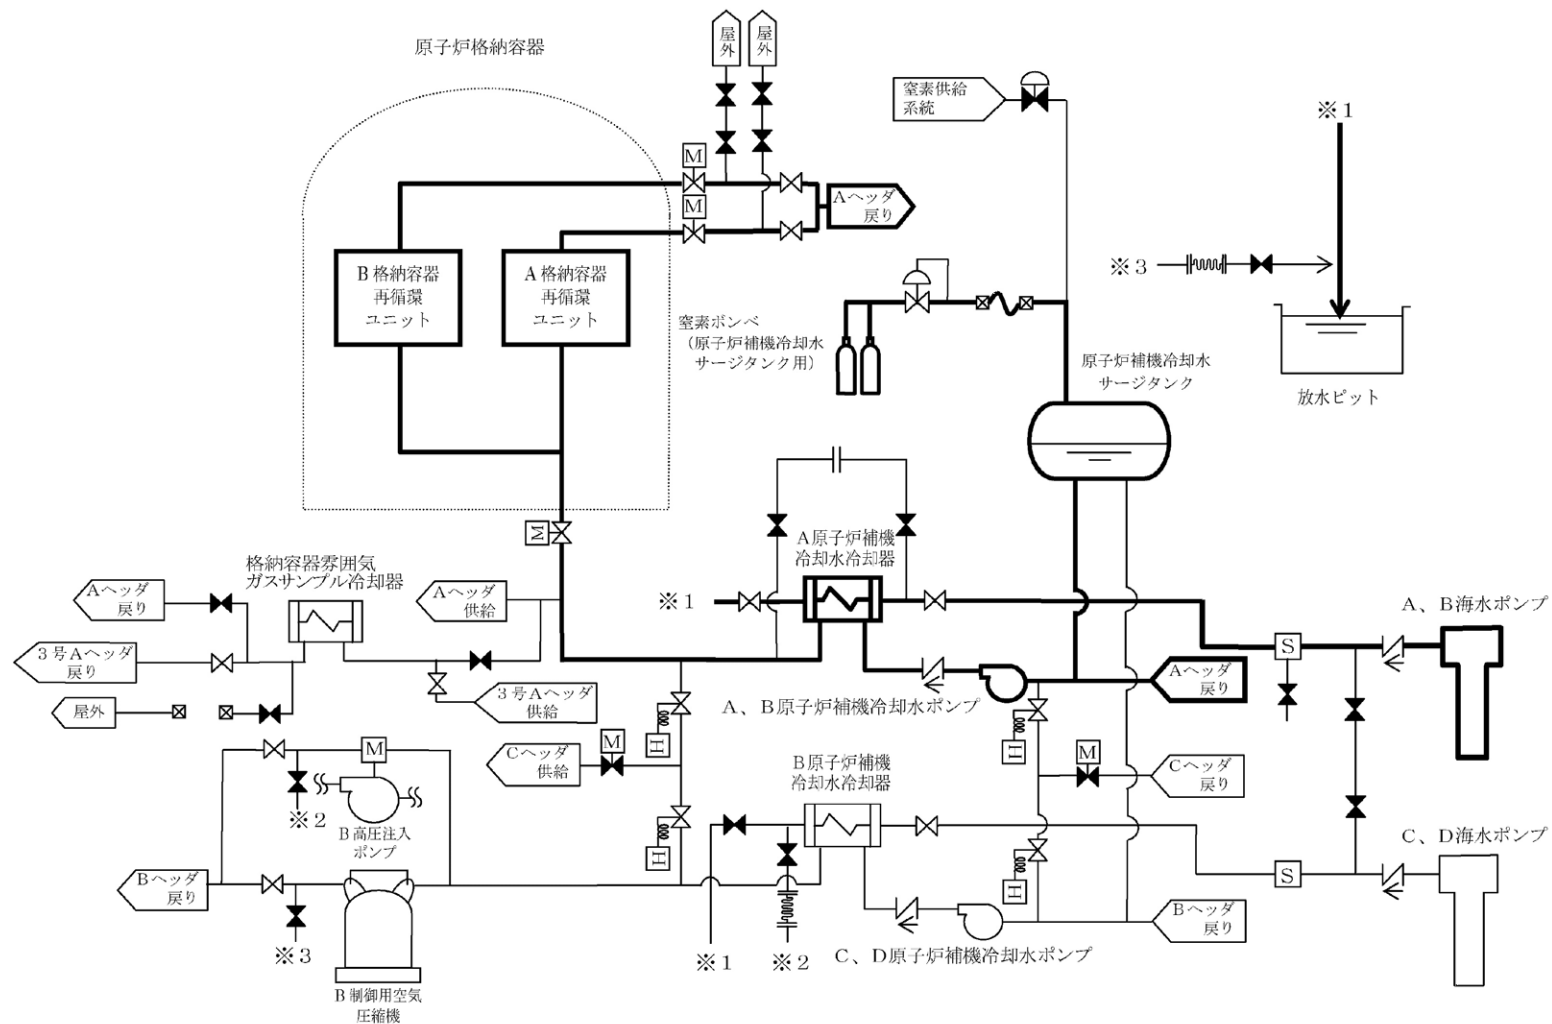 原子炉格納容器
屋外
屋外
窒素供給
系統
※1
M
M
Aヘッダ
戻り
※3
B格納容器
再循環
ユニット
A格納容器
再循環
ユニット
窒素ボンベ
(原子炉補機冷却水
サージタンク用)
原子炉補機冷却水
サージタンク
放水ピット
M
A原子炉補機
冷却水冷却器
格納容器雰囲気
ガスサンプル冷却器
Aヘッダ
戻り
Aヘッダ
供給
※1
A、B海水ポンプ
3号Aヘッダ
戻り
S
Aヘッダ
戻り
3号Aヘッダ
供給
屋外
A、B原子炉補機冷却水ポンプ
H
H
M
Cヘッダ
供給
M
B原子炉補機
冷却水冷却器
M
Cヘッダ
戻り
※2
B高圧注入
ポンプ
C、D海水ポンプ
H
H
S
Bヘッダ
戻り
Bヘッダ
戻り
※3
※1
※2
C、D原子炉補機冷却水ポンプ
B制御用空気
圧縮機